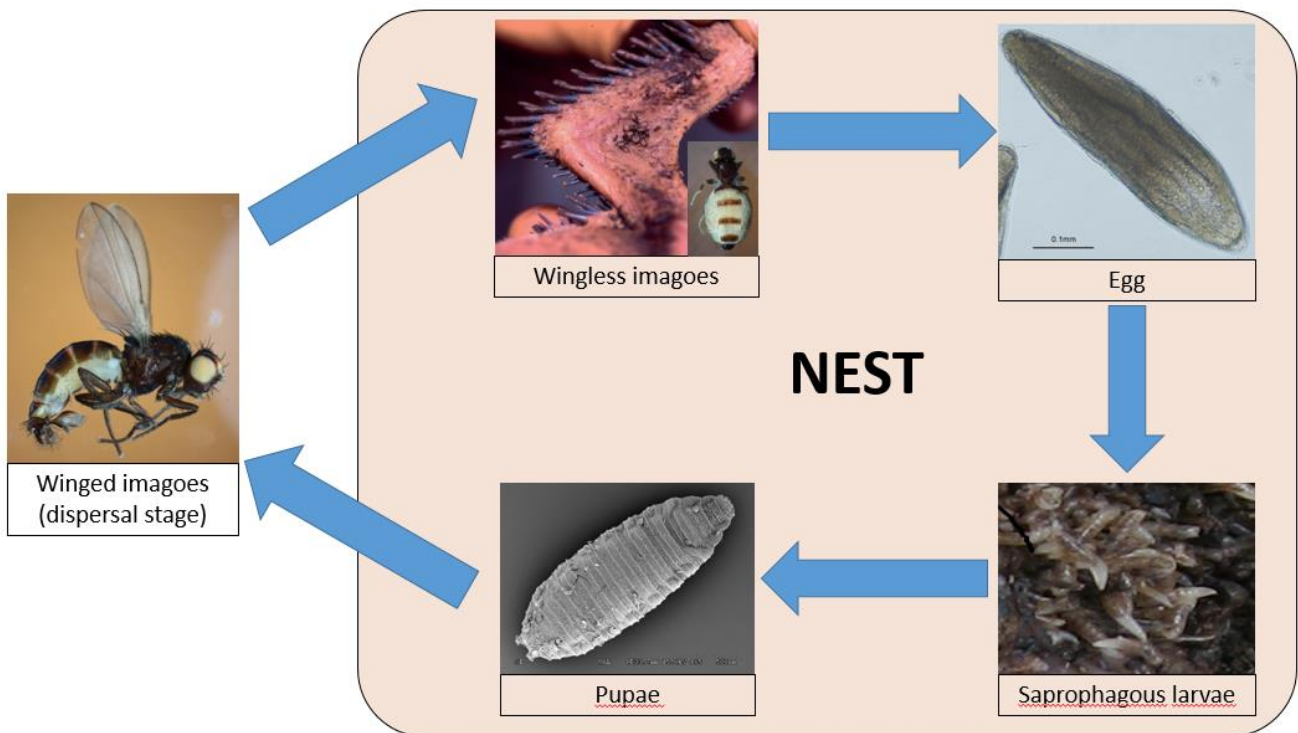 Wingless imagoes
0.1mm
Egg
NEST
Winged imagoes
(dispersal stage)
Pupae
Saprophagous larvae